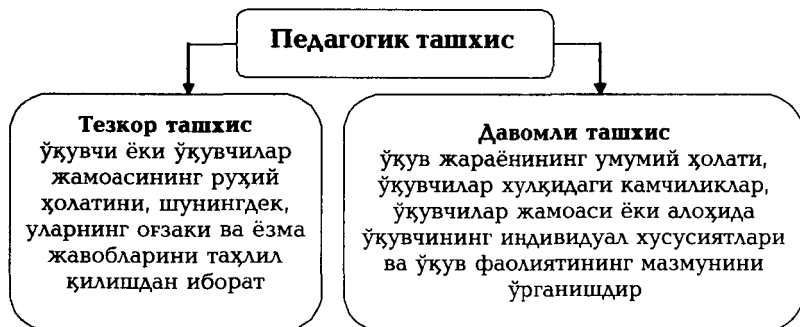 Педагогик ташхис
Тезкор ташхис
ўқувчи ёки ўқувчилар
жамоасининг руҳий
ҳолатини, шунингдек,
уларнинг оғзаки ва ёзма
жавобларини таҳлил
қилишдан иборат
Давомли ташхис
ўқув жараёнининг умумий ҳолати,
ўқувчилар хулқидаги камчиликлар,
ўқувчилар жамоаси ёки алоҳида
ўқувчининг индивидуал хусусиятлари
ва ўқув фаолиятининг мазмунини
ўрганишдир